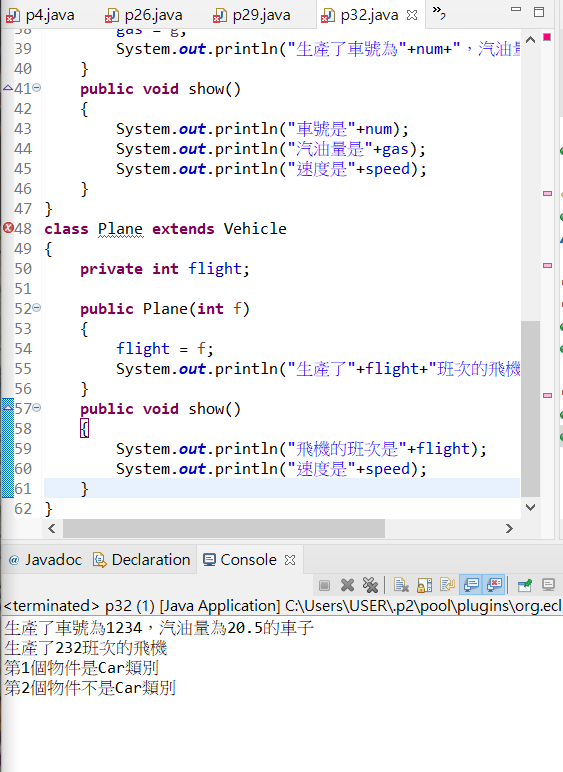 p4.java p26.java p29.java p32.java »2
38 gas = g;
39 System.out.println("生產了車號為"+num+"，汽油量
40 }
41 public void show()
42 {
43 System.out.println("車號是"+num);
44 System.out.println("汽油量是"+gas);
45 System.out.println("速度是"+speed);
46 }
47 }
48 class Plane extends Vehicle
49 {
50 private int flight;
51
52 public Plane(int f)
53 {
54 flight = f;
55 System.out.println("生產了"+flight+"班次的飛機
56 }
57 public void show()
58 {
59 System.out.println("飛機的班次是"+flight);
60 System.out.println("速度是"+speed);
61 }
62 }
@ Javadoc Declaration Console
<terminated> p32 (1) [Java Application] C:\Users\USER\.p2\pool\plugins\org.ecl
生產了車號為1234，汽油量為20.5的車子
生產了232班次的飛機
第1個物件是Car類別
第2個物件不是Car類別